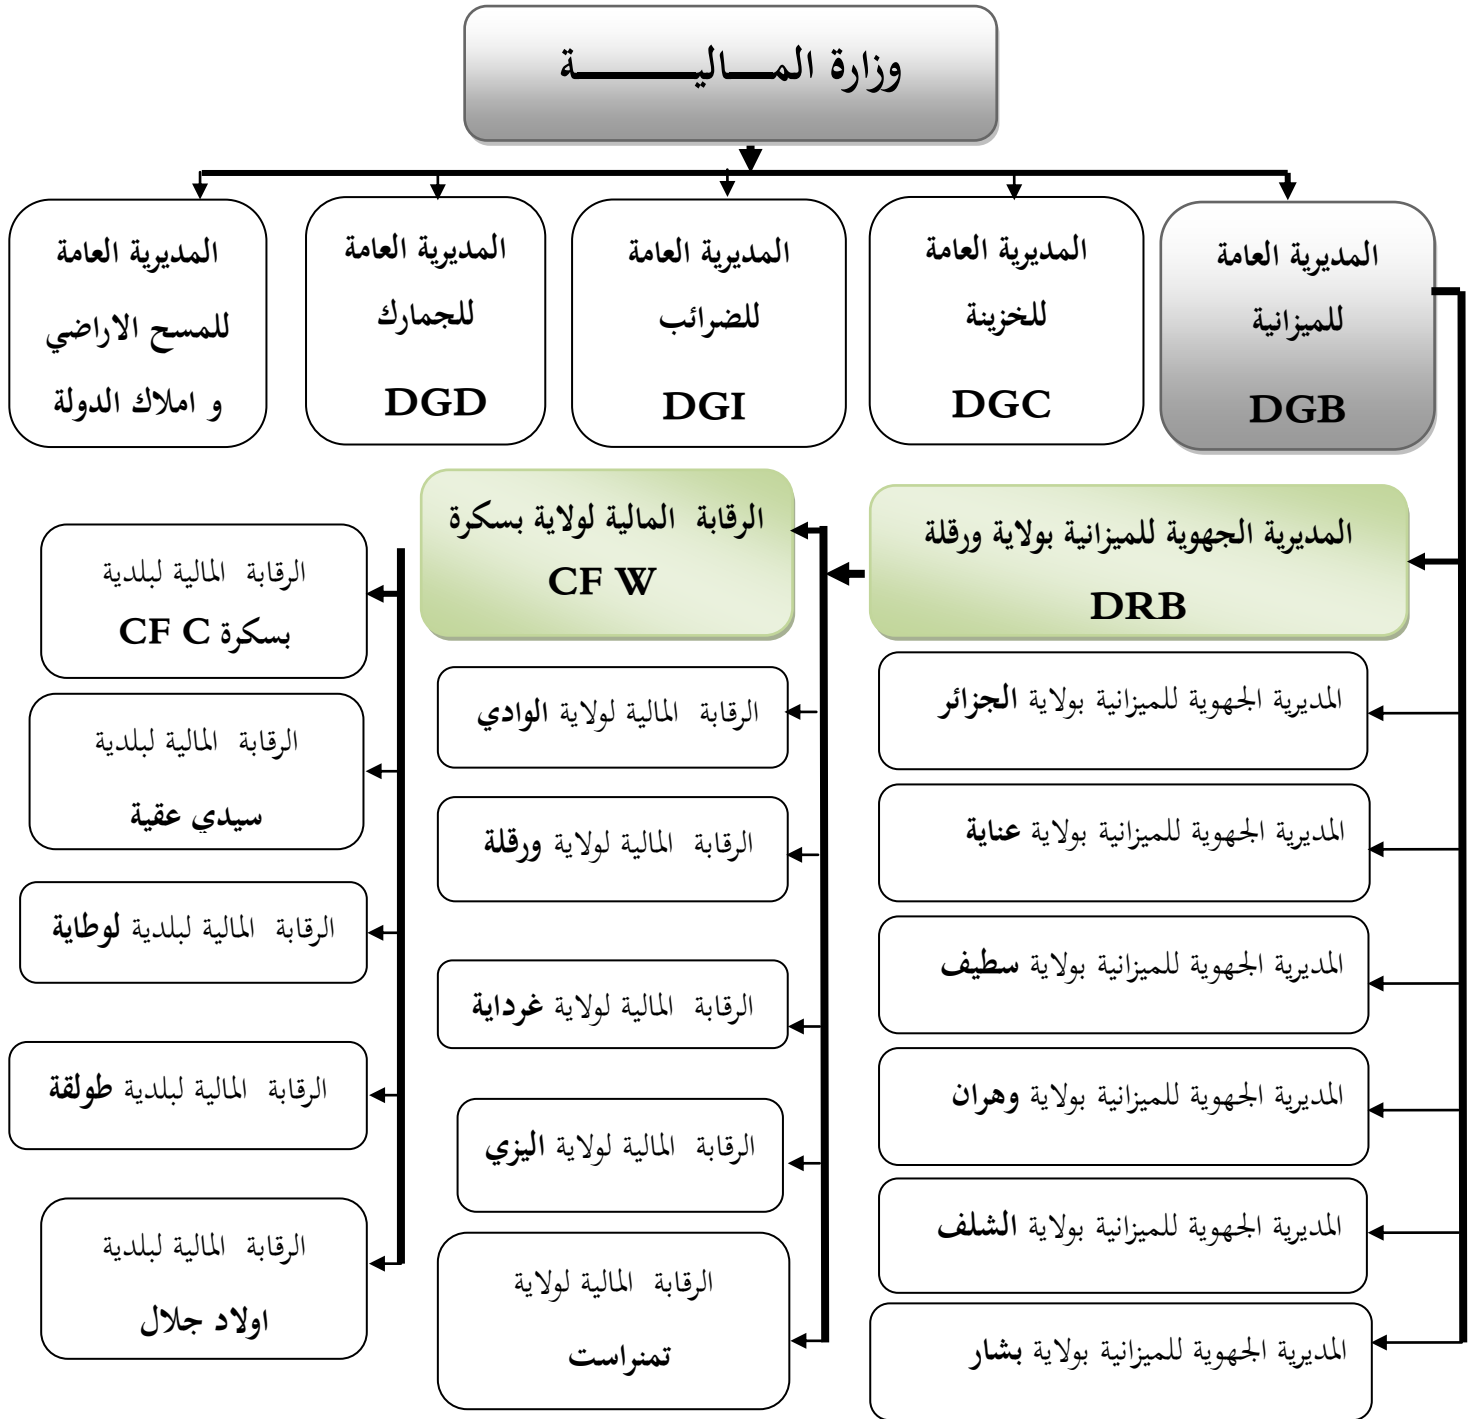 وزارة المـــاليـــــــة
المديرية العامة
للميزانية
DGB
المديرية العامة
للخزينة
DGC
المديرية العامة
للضرائب
DGI
المديرية العامة
للجمارك
DGD
المديرية العامة
للمسح الاراضي
و املاك الدولة
المديرية الجهوية للميزانية بولاية ورقلة
DRB
المديرية الجهوية للميزانية بولاية الجزائر
المديرية الجهوية للميزانية بولاية عناية
المديرية الجهوية للميزانية بولاية سطيف
المديرية الجهوية للميزانية بولاية وهران
المديرية الجهوية للميزانية بولاية الشلف
المديرية الجهوية للميزانية بولاية بشار
الرقابة المالية لولاية بسكرة
CF W
الرقابة المالية لولاية الوادي
الرقابة المالية لولاية ورقلة
الرقابة المالية لولاية غرداية
الرقابة المالية لولاية اليزي
الرقابة المالية لولاية
تمنراست
الرقابة المالية لبلدية
بسكرة CF C
الرقابة المالية لبلدية
سيدي عقية
الرقابة المالية لبلدية لوطاية
الرقابة المالية لبلدية طولقة
الرقابة المالية لبلدية
اولاد جلال